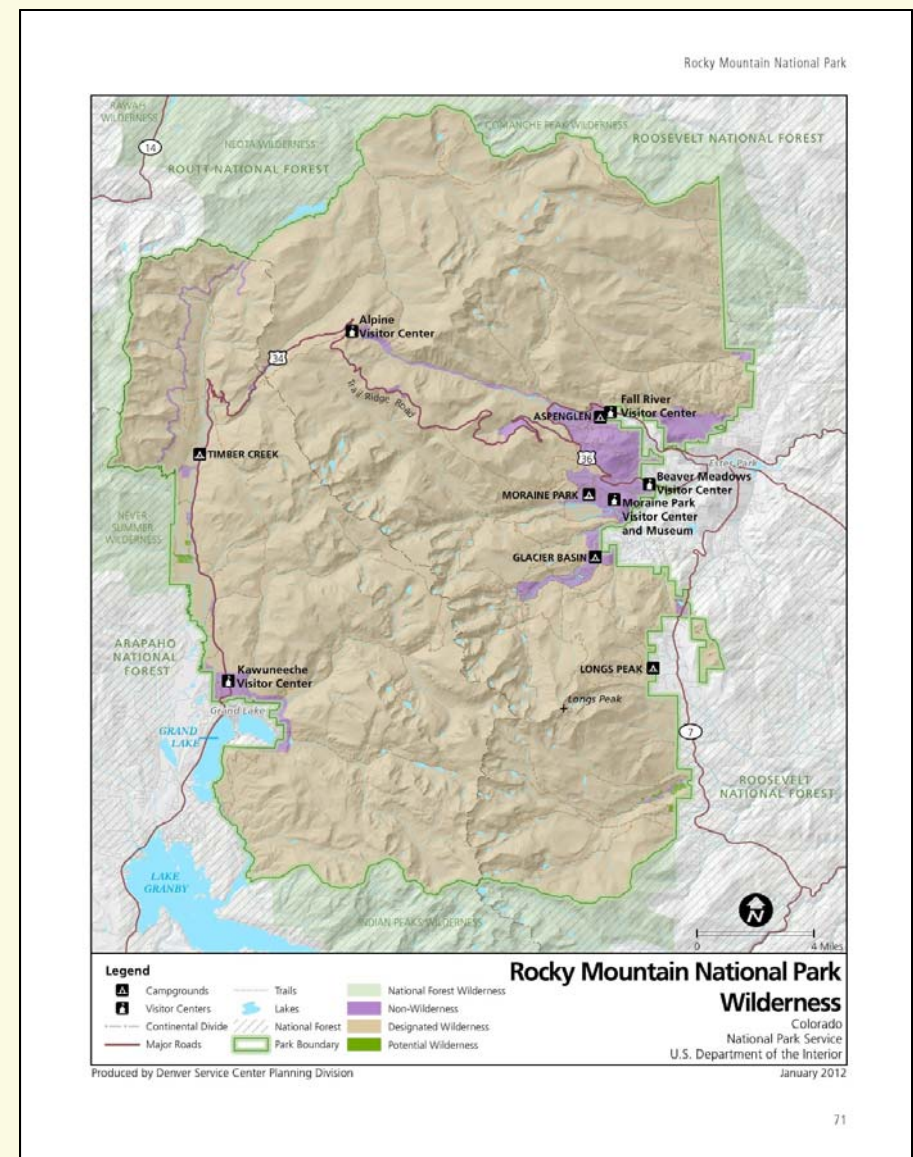 Rocky Mountain National Park
RAWAH
WILDERNESS
COMANCHE PEAK WILDERNESS
ROOSEVELT NATIONAL FOREST
14
NEOTA WILDERNESS
ROUTT NATIONAL FOREST
Alpine
Visitor Center
34
Trail Ridge Road
Fall River
Visitor Center
ASPENGLEN
36
TIMBER CREEK
Estes Park
Beaver Meadows
Visitor Center
MORAINE PARK
Moraine Park
Visitor Center
and Museum
NEVER
SUMMER
WILDERNESS
GLACIER BASIN
ARAPAHO
NATIONAL
FOREST
Kawuneeche
Visitor Center
LONGS PEAK
Longs Peak
Grand Lake
GRAND
LAKE
7
ROOSEVELT
NATIONAL FOREST
LAKE
GRANBY
INDIAN PEAKS WILDERNESS
N
0 4 Miles
Legend
Campgrounds
Visitor Centers
Continental Divide
Major Roads
Trails
Lakes
National Forest
Park Boundary
National Forest Wilderness
Non-Wilderness
Designated Wilderness
Potential Wilderness
Rocky Mountain National Park
Wilderness
Colorado
National Park Service
U.S. Department of the Interior
Produced by Denver Service Center Planning Division
January 2012
71